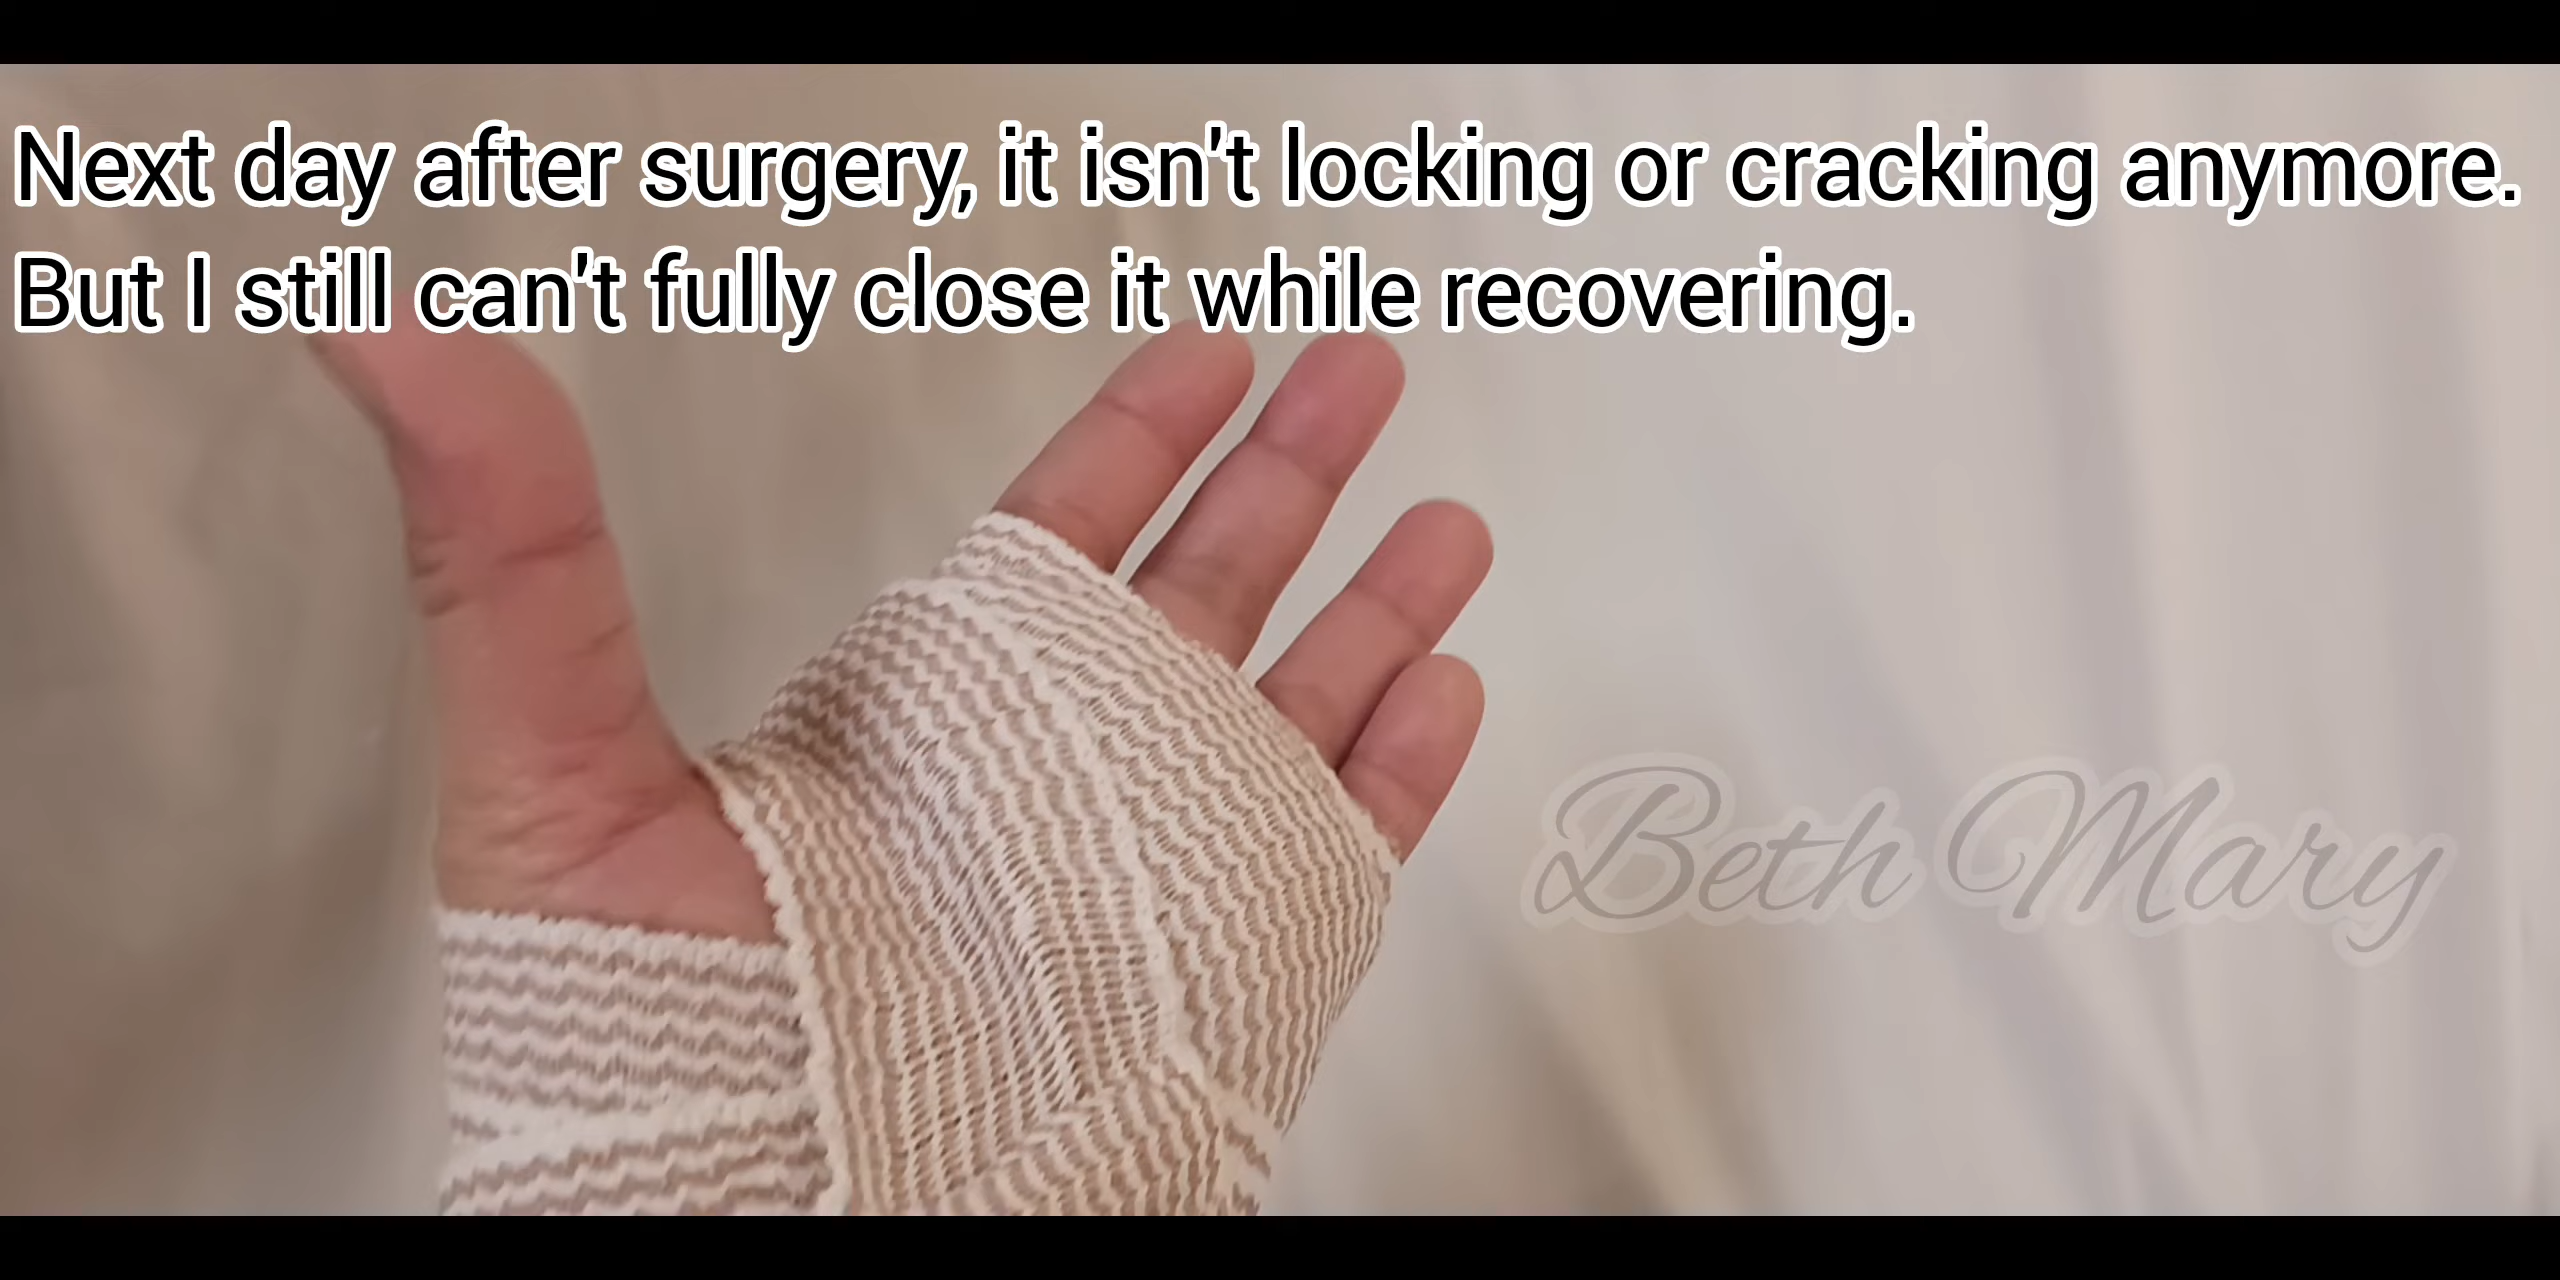 Next day after surgery, it isn't locking or cracking anymore.
But I still can't fully close it while recovering.
Beth Mary